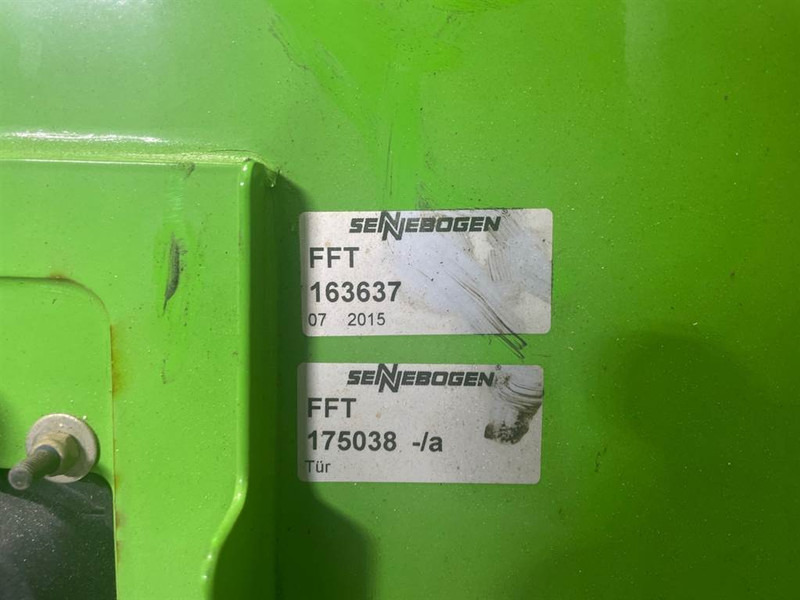 SENNEBOGEN
FFT
163637
07 2015
SENNEBOGEN®
FFT
175038 -/a
Tür